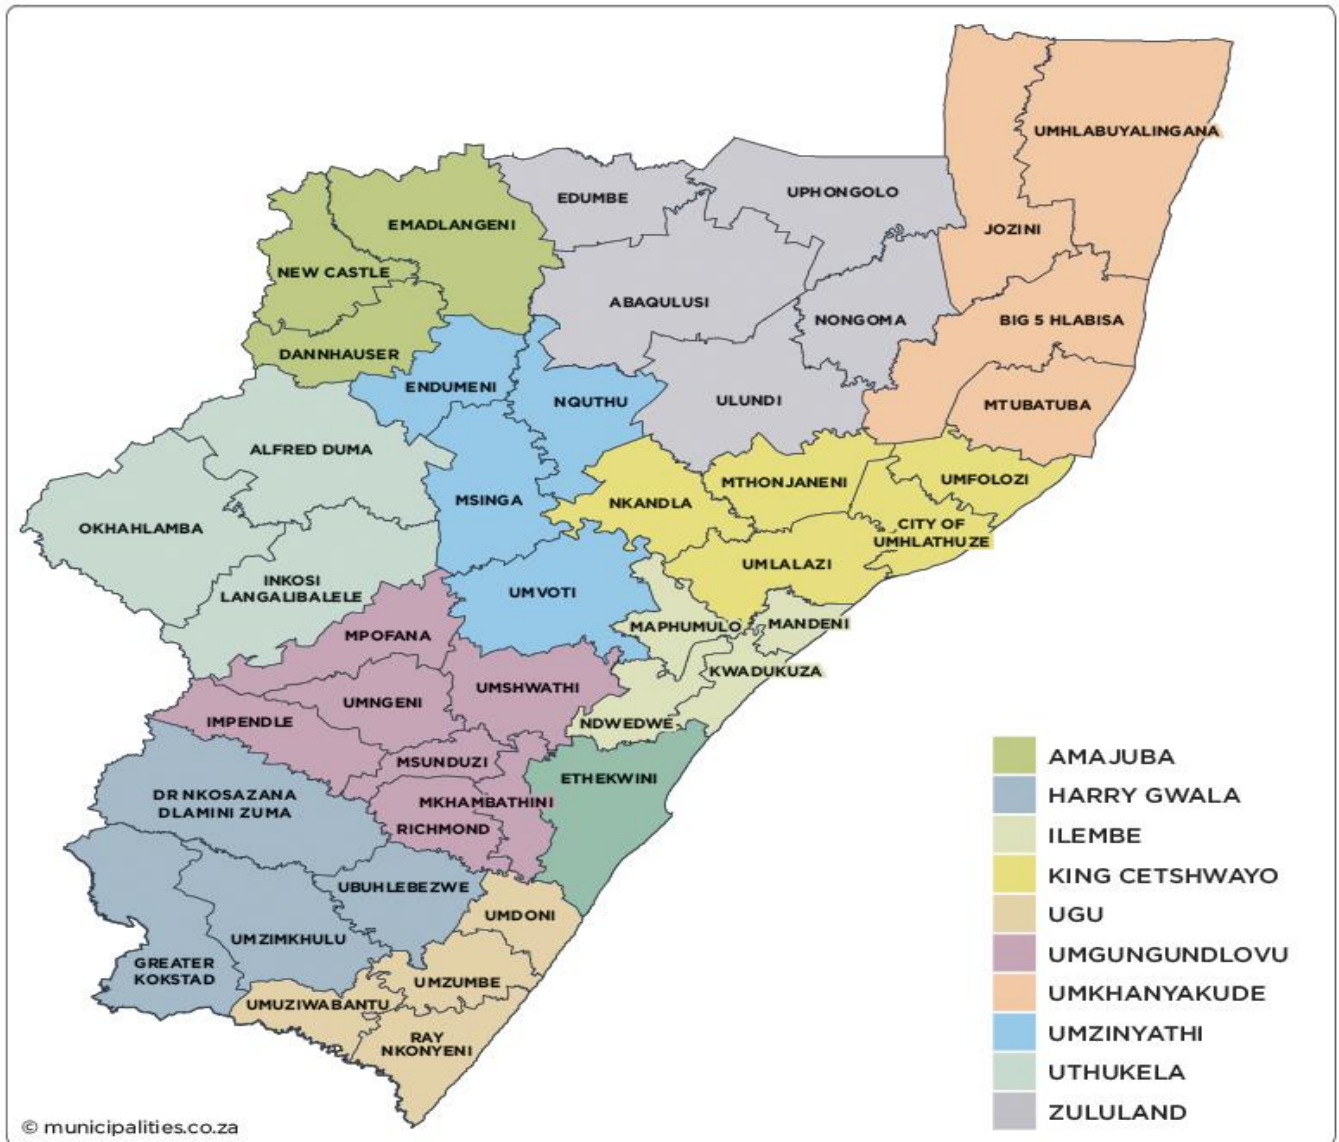 UMHLABUYALINGANA
EDUMBE
UPHONGOLO
EMADLANGENI
JOZINI
NEW CASTLE
ABAQULUSI
NONGOMA
BIG 5 HLABISA
DANNHAUSER
ENDUMENI
NQUTHU
ULUNDI
MTUBATUBA
ALFRED DUMA
MSINGA
NKANDLA
MTHONJANENI
UMFOLOZI
OKHAHLAMBA
CITY OF
UMHLATHUZE
UMLALAZI
INKOSI
LANGALIBALELE
UMVOTI
MPOFANA
MAPHUMULO
MANDENI
KWADUKUZA
UMSHWATHI
UMNGENI
IMPENDLE
NDWEDWE
MSUNDUZI
ETHEKWINI
DR NKOSAZANA
DLAMINI ZUMA
MKHAMBATHINI
RICHMOND
UBUHLEBEZWE
UMDONI
UMZIMKHULU
GREATER
KOKSTAD
UMZUMBE
UMUZIWABANTU
RAY
NKONYENI
AMAJUBA
HARRY GWALA
ILEMBE
KING CETSHWAYO
UGU
UMGUNGUNDLOVU
UMKHANYAKUDE
UMZINYATHI
UTHUKELA
ZULULAND
© municipalities.co.za